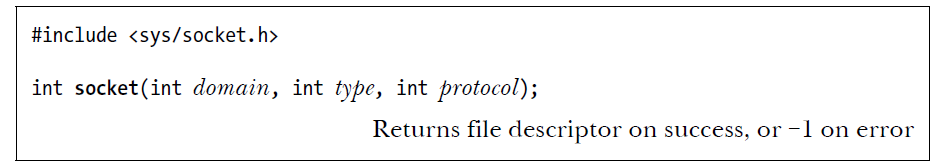 #include <sys/socket.h>
int socket(int domain, int type, int protocol);
Returns file descriptor on success, or −1 on error